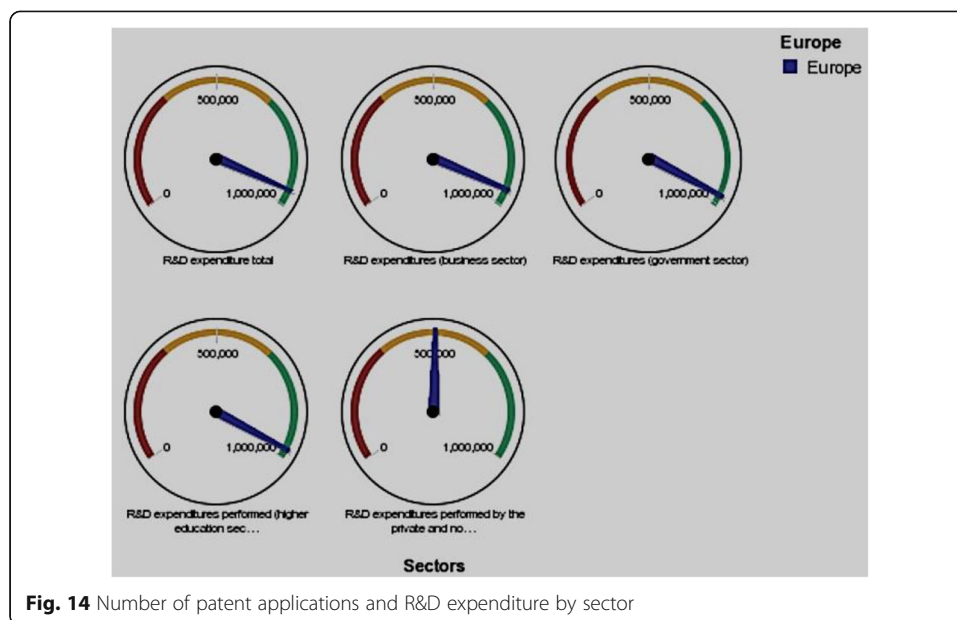 Europe
Europe
500,000
0
1,000,000
R&D expenditure total
500,000
0
1,000,000
R&D expenditures (business sector)
500,000
0
1,000,000
R&D expenditures (government sector)
500,000
0
1,000,000
R&D expenditures performed (higher
education sec...
500,000
0
1,000,000
R&D expenditures performed by the
private and no...
Sectors
Fig. 14 Number of patent applications and R&D expenditure by sector